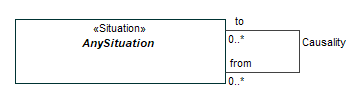 «Situation»
AnySituation
to
0..*
Causality
from
0..*